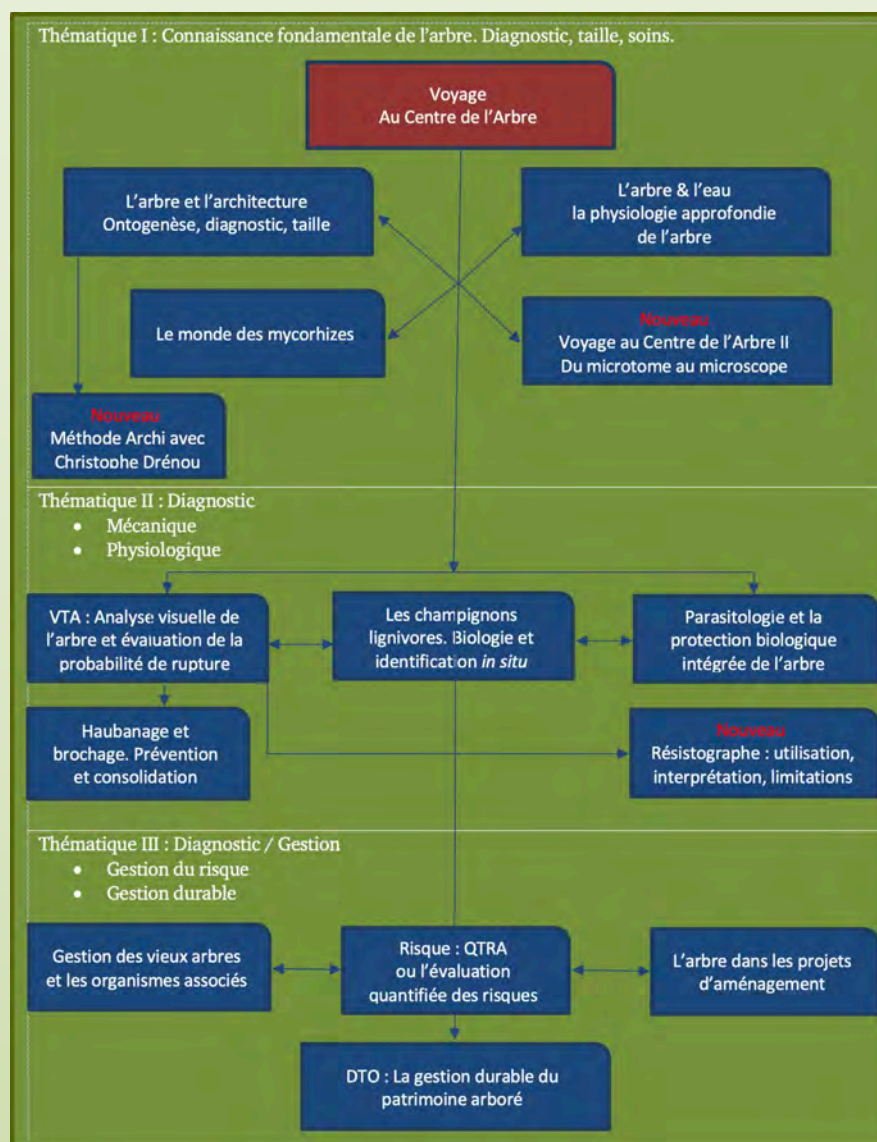 Thématique I : Connaissance fondamentale de l'arbre. Diagnostic, taille, soins.
Voyage
Au Centre de l'Arbre
L'arbre et l'architecture
Ontogenèse, diagnostic, taille
L'arbre & l'eau
la physiologie approfondie
de l'arbre
Le monde des mycorhizes
Nouveau
Voyage au Centre de l'Arbre II
Du microtome au microscope
Nouveau
Méthode Archi avec
Christophe Drénou
Thématique II : Diagnostic
• Mécanique
• Physiologique
VTA : Analyse visuelle de
l'arbre et évaluation de la
probabilité de rupture
Les champignons
lignivores. Biologie et
identification in situ
Parasitologie et la
protection biologique
intégrée de l'arbre
Haubanage et
brochage. Prévention
et consolidation
Nouveau
Résistographe : utilisation,
interprétation, limitations
Thématique III : Diagnostic / Gestion
• Gestion du risque
• Gestion durable
Gestion des vieux arbres
et les organismes associés
Risque : QTRA
ou l'évaluation
quantifiée des risques
L'arbre dans les projets
d'aménagement
DTO : La gestion durable du
patrimoine arboré